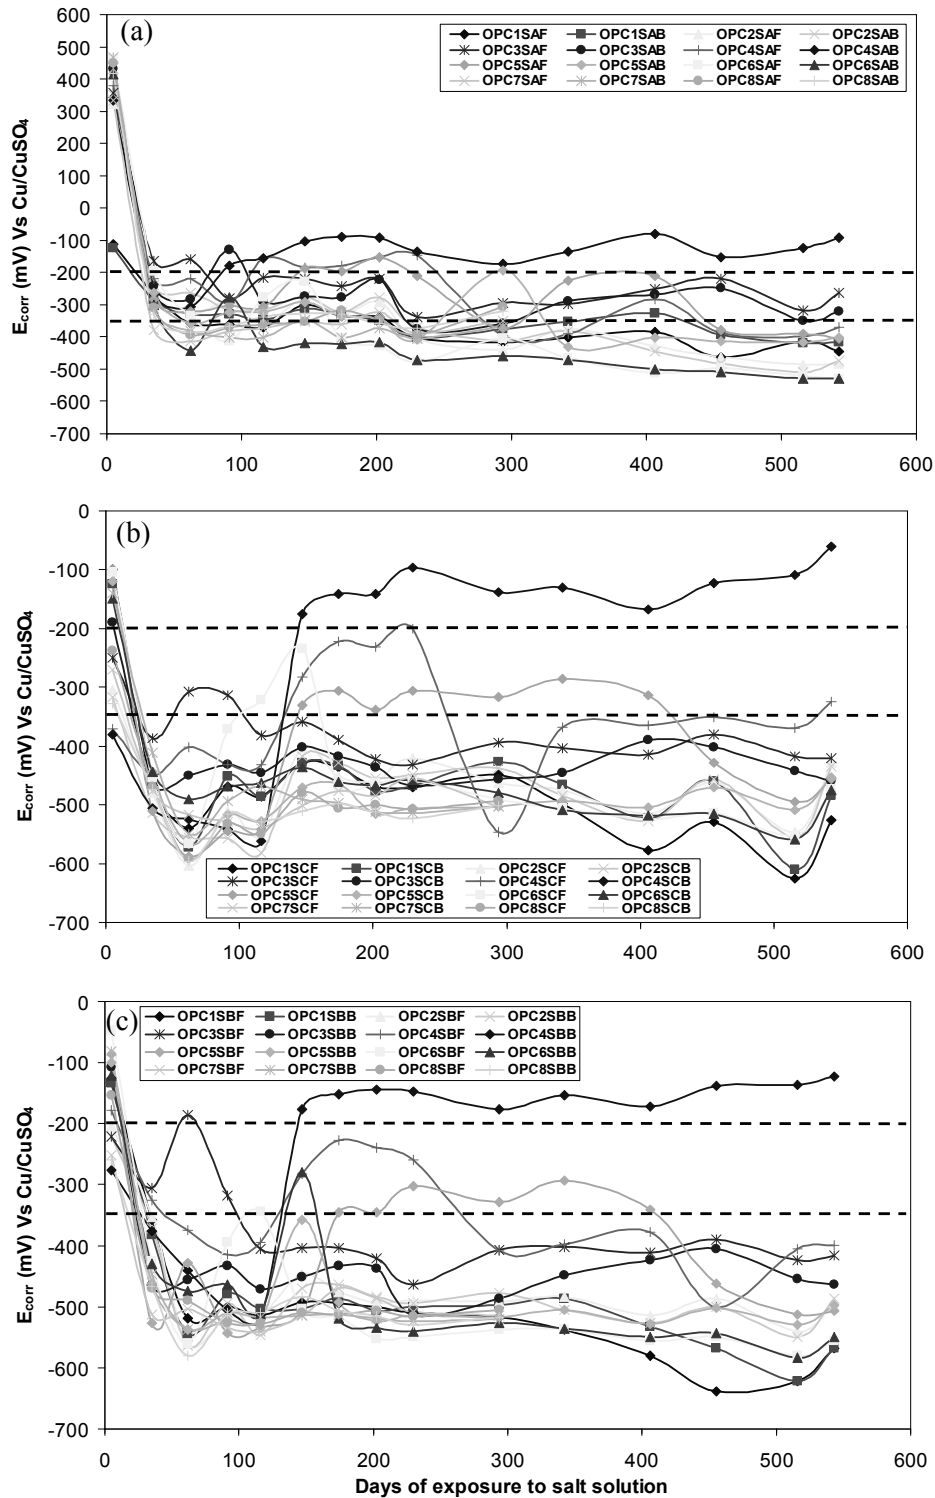 (a)
600
500
400
300
200
100
0
-100
-200
-300
-400
-500
-600
-700
E corr (mV) Vs Cu/CuSO4
OPC1SAF OPC1SAB OPC2SAF OPC2SAB
OPC3SAF OPC3SAB OPC4SAF OPC4SAB
OPC5SAF OPC5SAB OPC6SAF OPC6SAB
OPC7SAF OPC7SAB OPC8SAF OPC8SAB
0 100 200 300 400 500 600
(b)
0
-100
-200
-300
-400
-500
-600
-700
E corr (mV) Vs Cu/CuSO4
OPC1SCF OPC1SCB OPC2SCF OPC2SCB
OPC3SCF OPC3SCB OPC4SCF OPC4SCB
OPC5SCF OPC5SCB OPC6SCF OPC6SCB
OPC7SCF OPC7SCB OPC8SCF OPC8SCB
0 100 200 300 400 500 600
(c)
0
-100
-200
-300
-400
-500
-600
-700
E corr (mV) Vs Cu/CuSO4
OPC1SBF OPC1SBB OPC2SBF OPC2SBB
OPC3SBF OPC3SBB OPC4SBF OPC4SBB
OPC5SBF OPC5SBB OPC6SBF OPC6SBB
OPC7SBF OPC7SBB OPC8SBF OPC8SBB
0 100 200 300 400 500 600
Days of exposure to salt solution